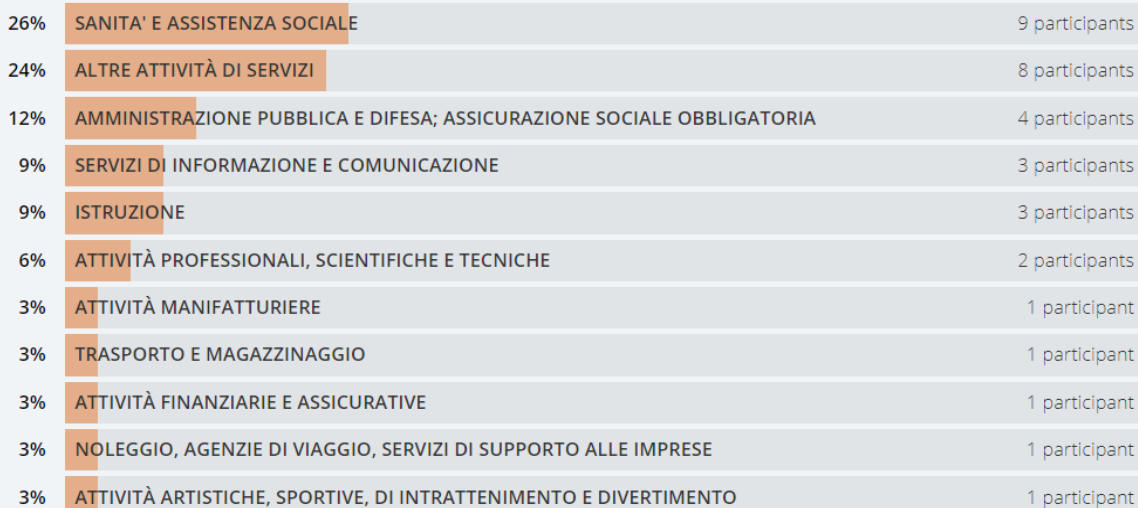 26% SANITA' E ASSISTENZA SOCIALE 9 participants
24% ALTRE ATTIVITÀ DI SERVIZI 8 participants
12% AMMINISTRAZIONE PUBBLICA E DIFESA; ASSICURAZIONE SOCIALE OBBLIGATORIA 4 participants
9% SERVIZI DI INFORMAZIONE E COMUNICAZIONE 3 participants
9% ISTRUZIONE 3 participants
6% ATTIVITÀ PROFESSIONALI, SCIENTIFICHE E TECNICHE 2 participants
3% ATTIVITÀ MANIFATTURIERE 1 participant
3% TRASPORTO E MAGAZZINAGGIO 1 participant
3% ATTIVITÀ FINANZIARIE E ASSICURATIVE 1 participant
3% NOLEGGIO, AGENZIE DI VIAGGIO, SERVIZI DI SUPPORTO ALLE IMPRESE 1 participant
3% ATTIVITÀ ARTISTICHE, SPORTIVE, DI INTRATTENIMENTO E DIVERTIMENTO 1 participant